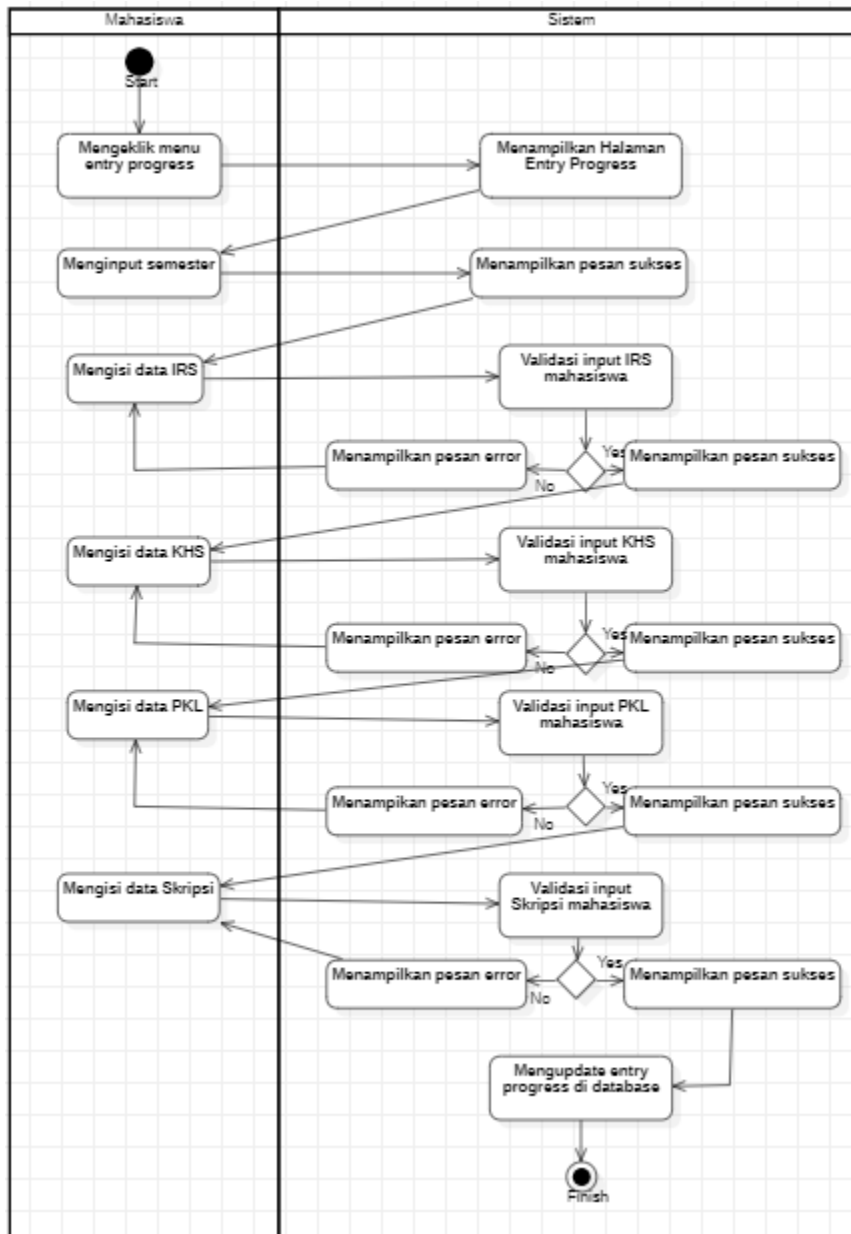 Mahasiswa
Sistem
Start
Mengeklik menu
entry progress
Menampilkan Halaman
Entry Progress
Menginput semester
Menampilkan pesan sukses
Mengisi data IRS
Validasi input IRS
mahasiswa
Menampilkan pesan error
No
Yes
Menampilkan pesan sukses
Mengisi data KHS
Validasi input KHS
mahasiswa
Menampilkan pesan error
No
Yes
Menampilkan pesan sukses
Mengisi data PKL
Validasi input PKL
mahasiswa
Menampikan pesan error
No
Yes
Menampilkan pesan sukses
Mengisi data Skripsi
Validasi input
Skripsi mahasiswa
Menampilkan pesan error
No
Yes
Menampilkan pesan sukses
Mengupdate entry
progress di database
Finish